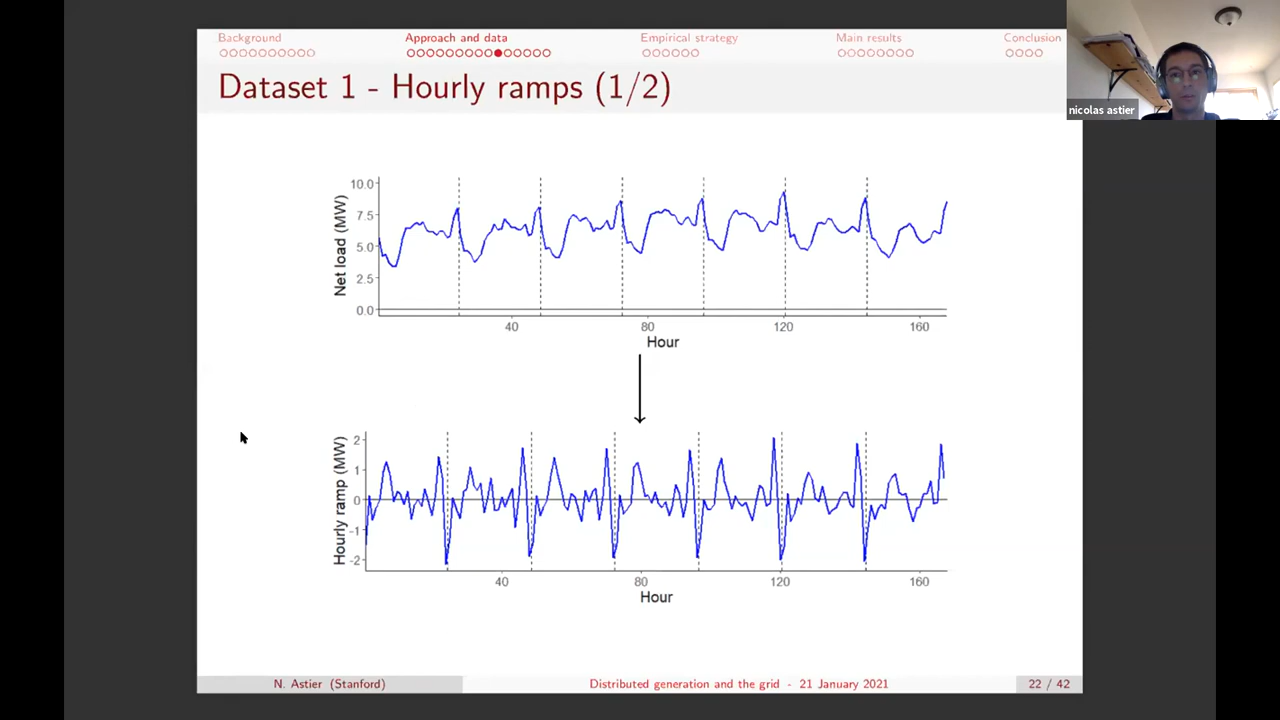 Background
Approach and data
Empirical strategy
Main results
Conclusion
nicolas astier
Dataset 1 - Hourly ramps (1/2)
Net load (MW)
10.0
7.5
5.0
2.5
0.0
40
80
120
160
Hour
Hourly ramp (MW)
2
1
0
-1
-2
40
80
120
160
Hour
N. Astier (Stanford)
Distributed generation and the grid - 21 January 2021
22 / 42